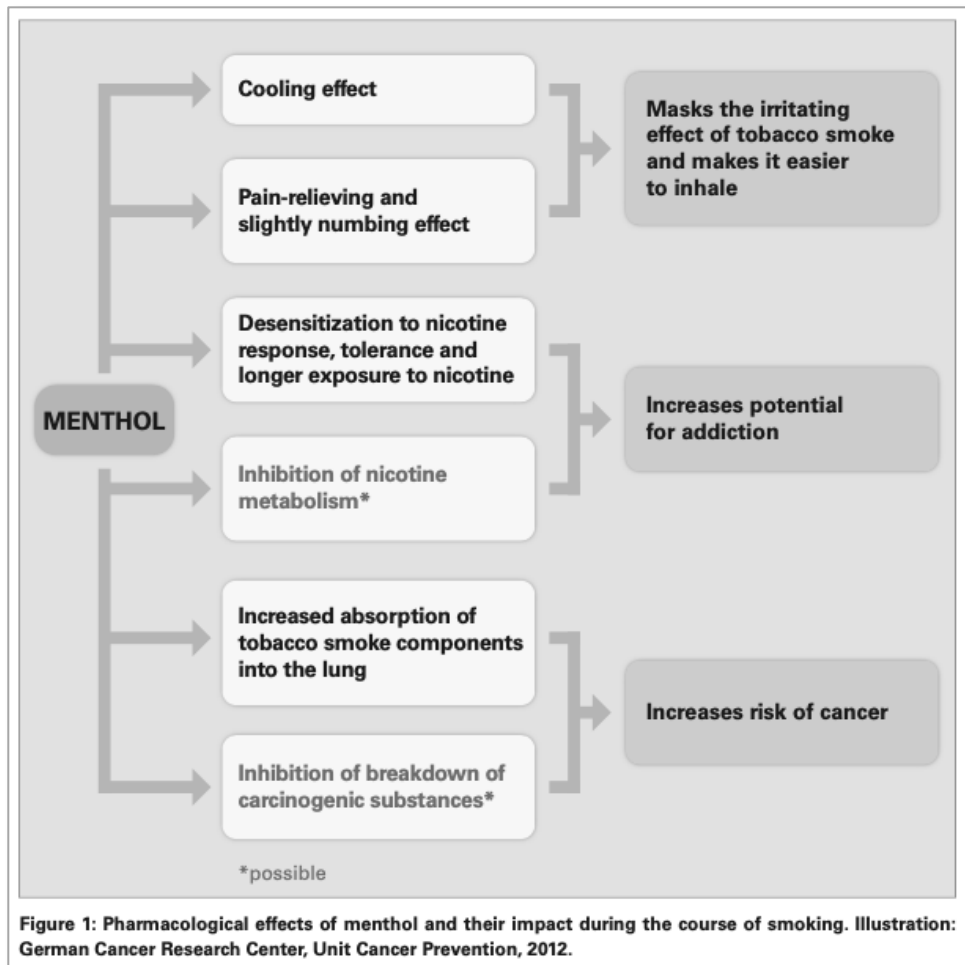 Cooling effect
Masks the irritating
effect of tobacco smoke
and makes it easier
to inhale
Pain-relieving and
slightly numbing effect
Desensitization to nicotine
response, tolerance and
longer exposure to nicotine
MENTHOL
Increases potential
for addiction
Inhibition of nicotine
metabolism*
Increased absorption of
tobacco smoke components
into the lung
Increases risk of cancer
Inhibition of breakdown of
carcinogenic substances*
*possible
Figure 1: Pharmacological effects of menthol and their impact during the course of smoking. Illustration:
German Cancer Research Center, Unit Cancer Prevention, 2012.